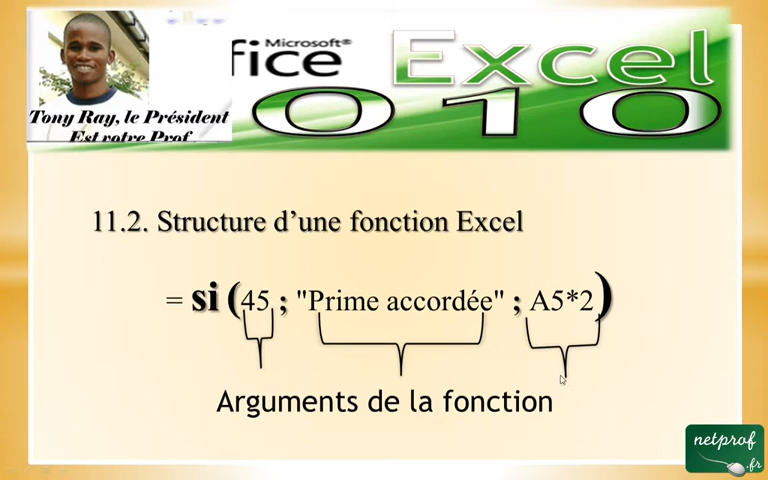 Microsoft®
fice
Excel
010
Tony Ray, le Président
Est votre Prof
11.2. Structure d’une fonction Excel
= si (45 ; "Prime accordée" ; A5*2)
Arguments de la fonction
netprof
.fr